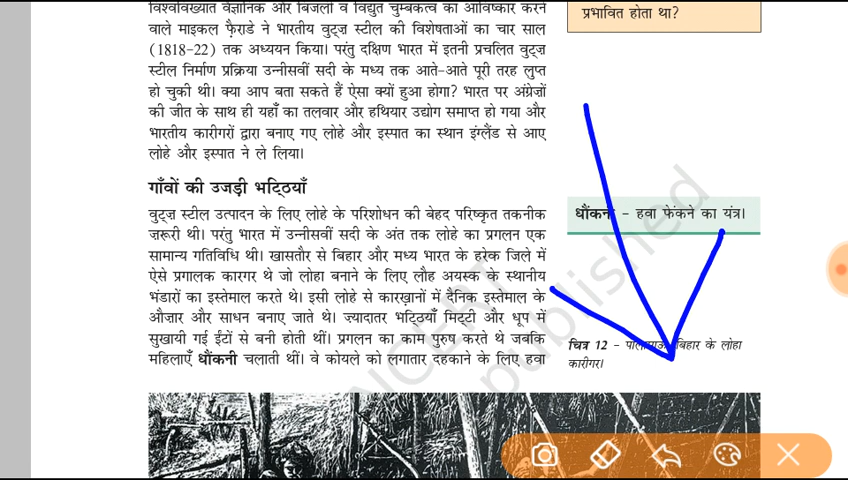 विश्वविख्यात वैज्ञानिक और बिजली व विद्युत चुम्बकत्व का आविष्कार करने
वाले माइकल फ़ैराडे ने भारतीय वुट्ज़ स्टील की विशेषताओं का चार साल
(1818-22) तक अध्ययन किया। परंतु दक्षिण भारत में इतनी प्रचलित वुट्ज़
स्टील निर्माण प्रक्रिया उन्नीसवीं सदी के मध्य तक आते-आते पूरी तरह लुप्त
हो चुकी थी। क्या आप बता सकते हैं ऐसा क्यों हुआ होगा? भारत पर अंग्रेज़ों
की जीत के साथ ही यहाँ का तलवार और हथियार उद्योग समाप्त हो गया और
भारतीय कारीगरों द्वारा बनाए गए लोहे और इस्पात का स्थान इंग्लैंड से आए
लोहे और इस्पात ने ले लिया।
गाँवों की उजड़ी भट्ठियाँ
वुट्ज़ स्टील उत्पादन के लिए लोहे के परिशोधन की बेहद परिष्कृत तकनीक
ज़रूरी थी। परंतु भारत में उन्नीसवीं सदी के अंत तक लोहे का प्रगलन एक
सामान्य गतिविधि थी। खासतौर से बिहार और मध्य भारत के हरेक जिले में
ऐसे प्रगालक कारगर थे जो लोहा बनाने के लिए लौह अयस्क के स्थानीय
भंडारों का इस्तेमाल करते थे। इसी लोहे से कारख़ानों में दैनिक इस्तेमाल के
औज़ार और साधन बनाए जाते थे। ज्यादातर भट्ठियाँ मिट्टी और धूप में
सुखायी गई ईंटों से बनी होती थीं। प्रगलन का काम पुरुष करते थे जबकि
महिलाएँ धौंकनी चलाती थीं। वे कोयले को लगातार दहकाने के लिए हवा
प्रभावित होता था?
धौंकनी - हवा फेंकने का यंत्र।
चित्र 12 - बिहार के लोहा
कारीगर।
NCERT
published